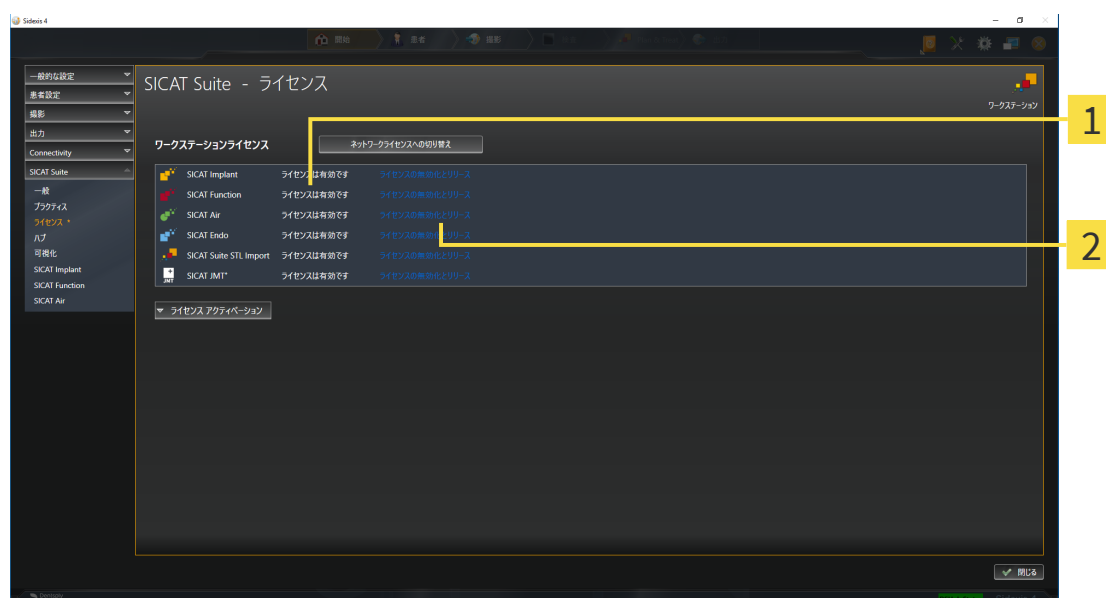 Sidexis 4
開始 患者 撮影
一般的な設定
患者設定
撮影
出力
Connectivity
SICAT Suite
一般
プラクティス
ライセンス *
ハブ
可視化
SICAT Implant
SICAT Function
SICAT Air
SICAT Suite - ライセンス
ワークステーション
ワークステーションライセンス ネットワークライセンスへの切り替え
SICAT Implant ライセンスは有効です ライセンスの無効化とリリース
SICAT Function ライセンスは有効です ライセンスの無効化とリリース
SICAT Air ライセンスは有効です ライセンスの無効化とリリース
SICAT Endo ライセンスは有効です ライセンスの無効化とリリース
SICAT Suite STL Import ライセンスは有効です ライセンスの無効化とリリース
JMT SICAT JMT+ ライセンスは有効です ライセンスの無効化とリリース
ライセンス アクティベーション
閉じる
1
2